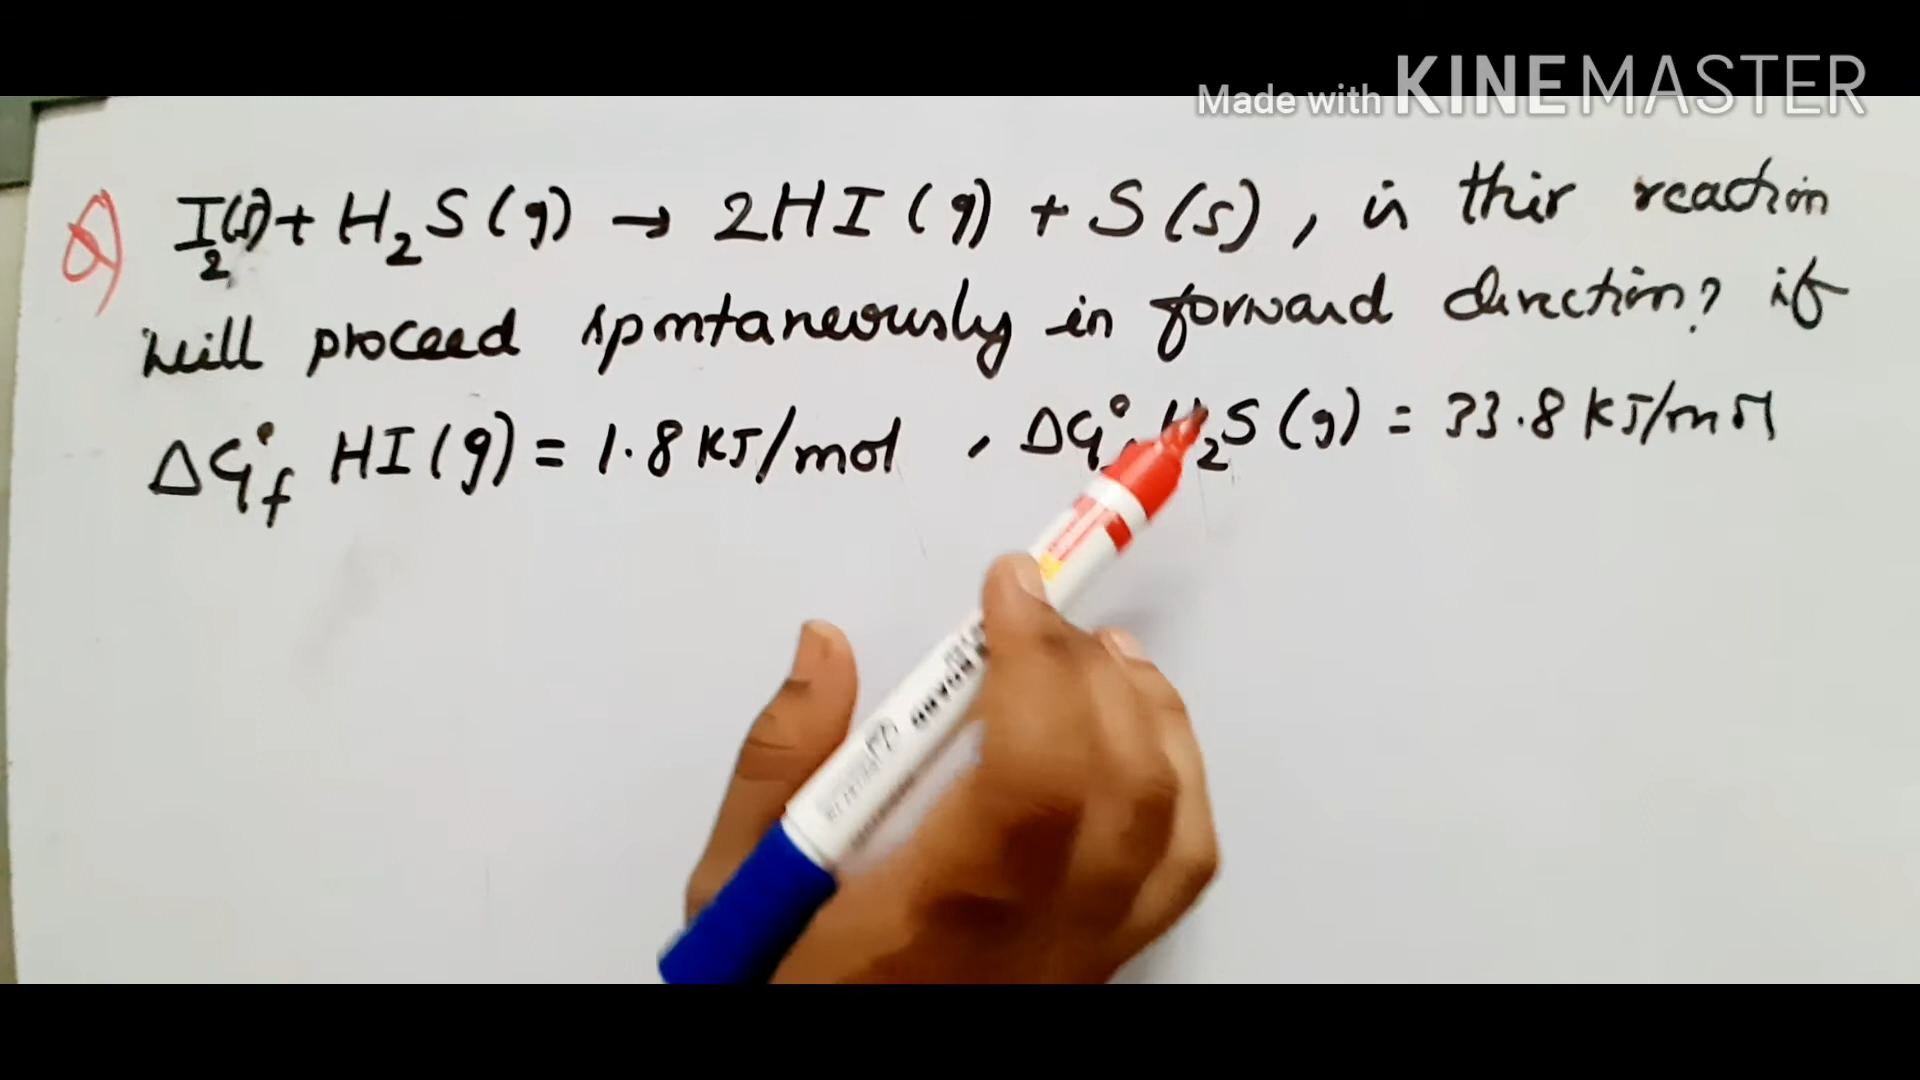 Made with KINEMASTER
Q) I₂(s) + H₂S(g) → 2HI(g) + S(s), is this reaction
will proceed spontaneously in forward direction? if
ΔG°f HI(g) = 1.8 KJ/mol, ΔG° H₂S(g) = 33.8 KJ/mol